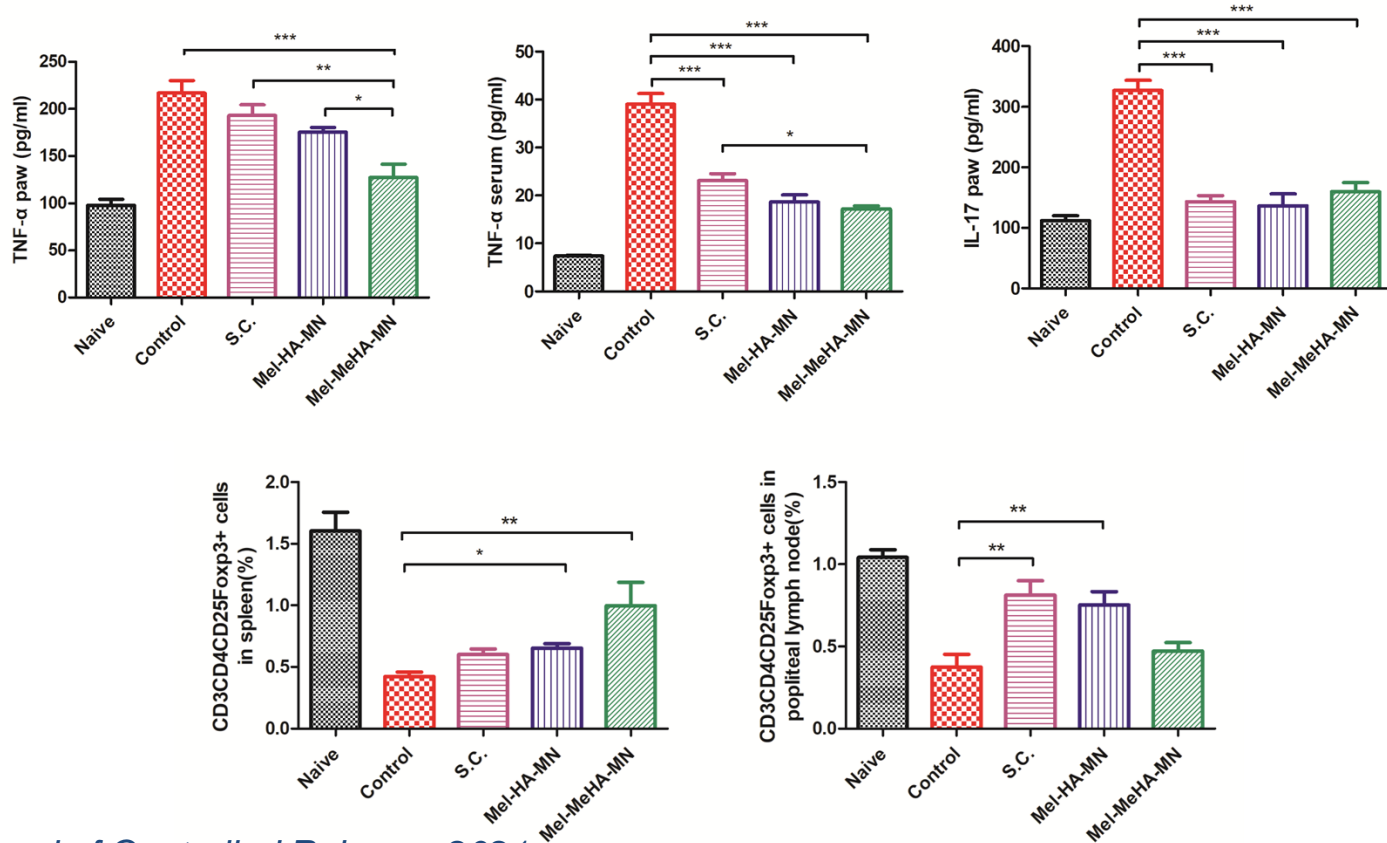 ***
**
*
250
200
150
100
50
0
TNF-α paw (pg/ml)
Naive
Control
S.C.
Mel-HA-MN
Mel-MeHA-MN
***
***
***
*
50
40
30
20
10
0
TNF-α serum (pg/ml)
Naive
Control
S.C.
Mel-HA-MN
Mel-MeHA-MN
***
***
***
400
300
200
100
0
IL-17 paw (pg/ml)
Naive
Control
S.C.
Mel-HA-MN
Mel-MeHA-MN
**
*
2.0
1.5
1.0
0.5
0.0
CD3CD4CD25Foxp3+ cells
in spleen(%)
Naive
Control
S.C.
Mel-HA-MN
Mel-MeHA-MN
**
**
1.5
1.0
0.5
0.0
CD3CD4CD25Foxp3+ cells in
popliteal lymph node(%)
Naive
Control
S.C.
Mel-HA-MN
Mel-MeHA-MN
of Controlled Release